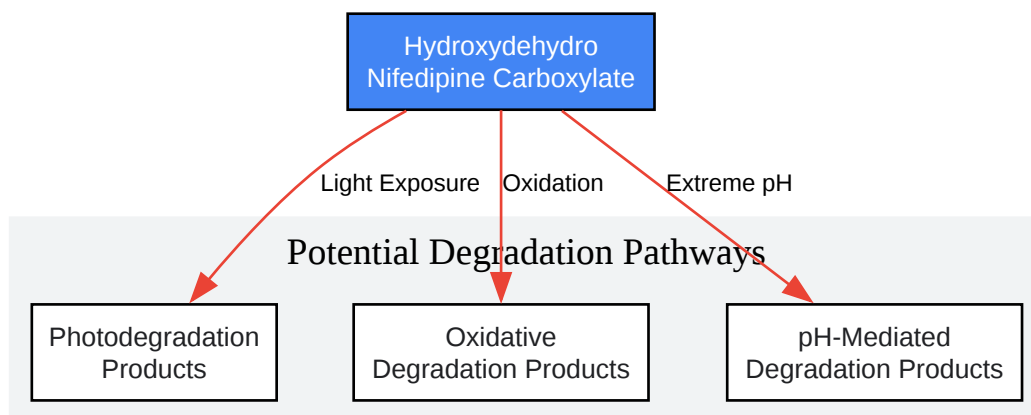 Hydroxydehydro
Nifedipine Carboxylate
Light Exposure
Oxidation
Extreme pH
Potential Degradation Pathways
Photodegradation
Products
Oxidative
Degradation Products
pH-Mediated
Degradation Products